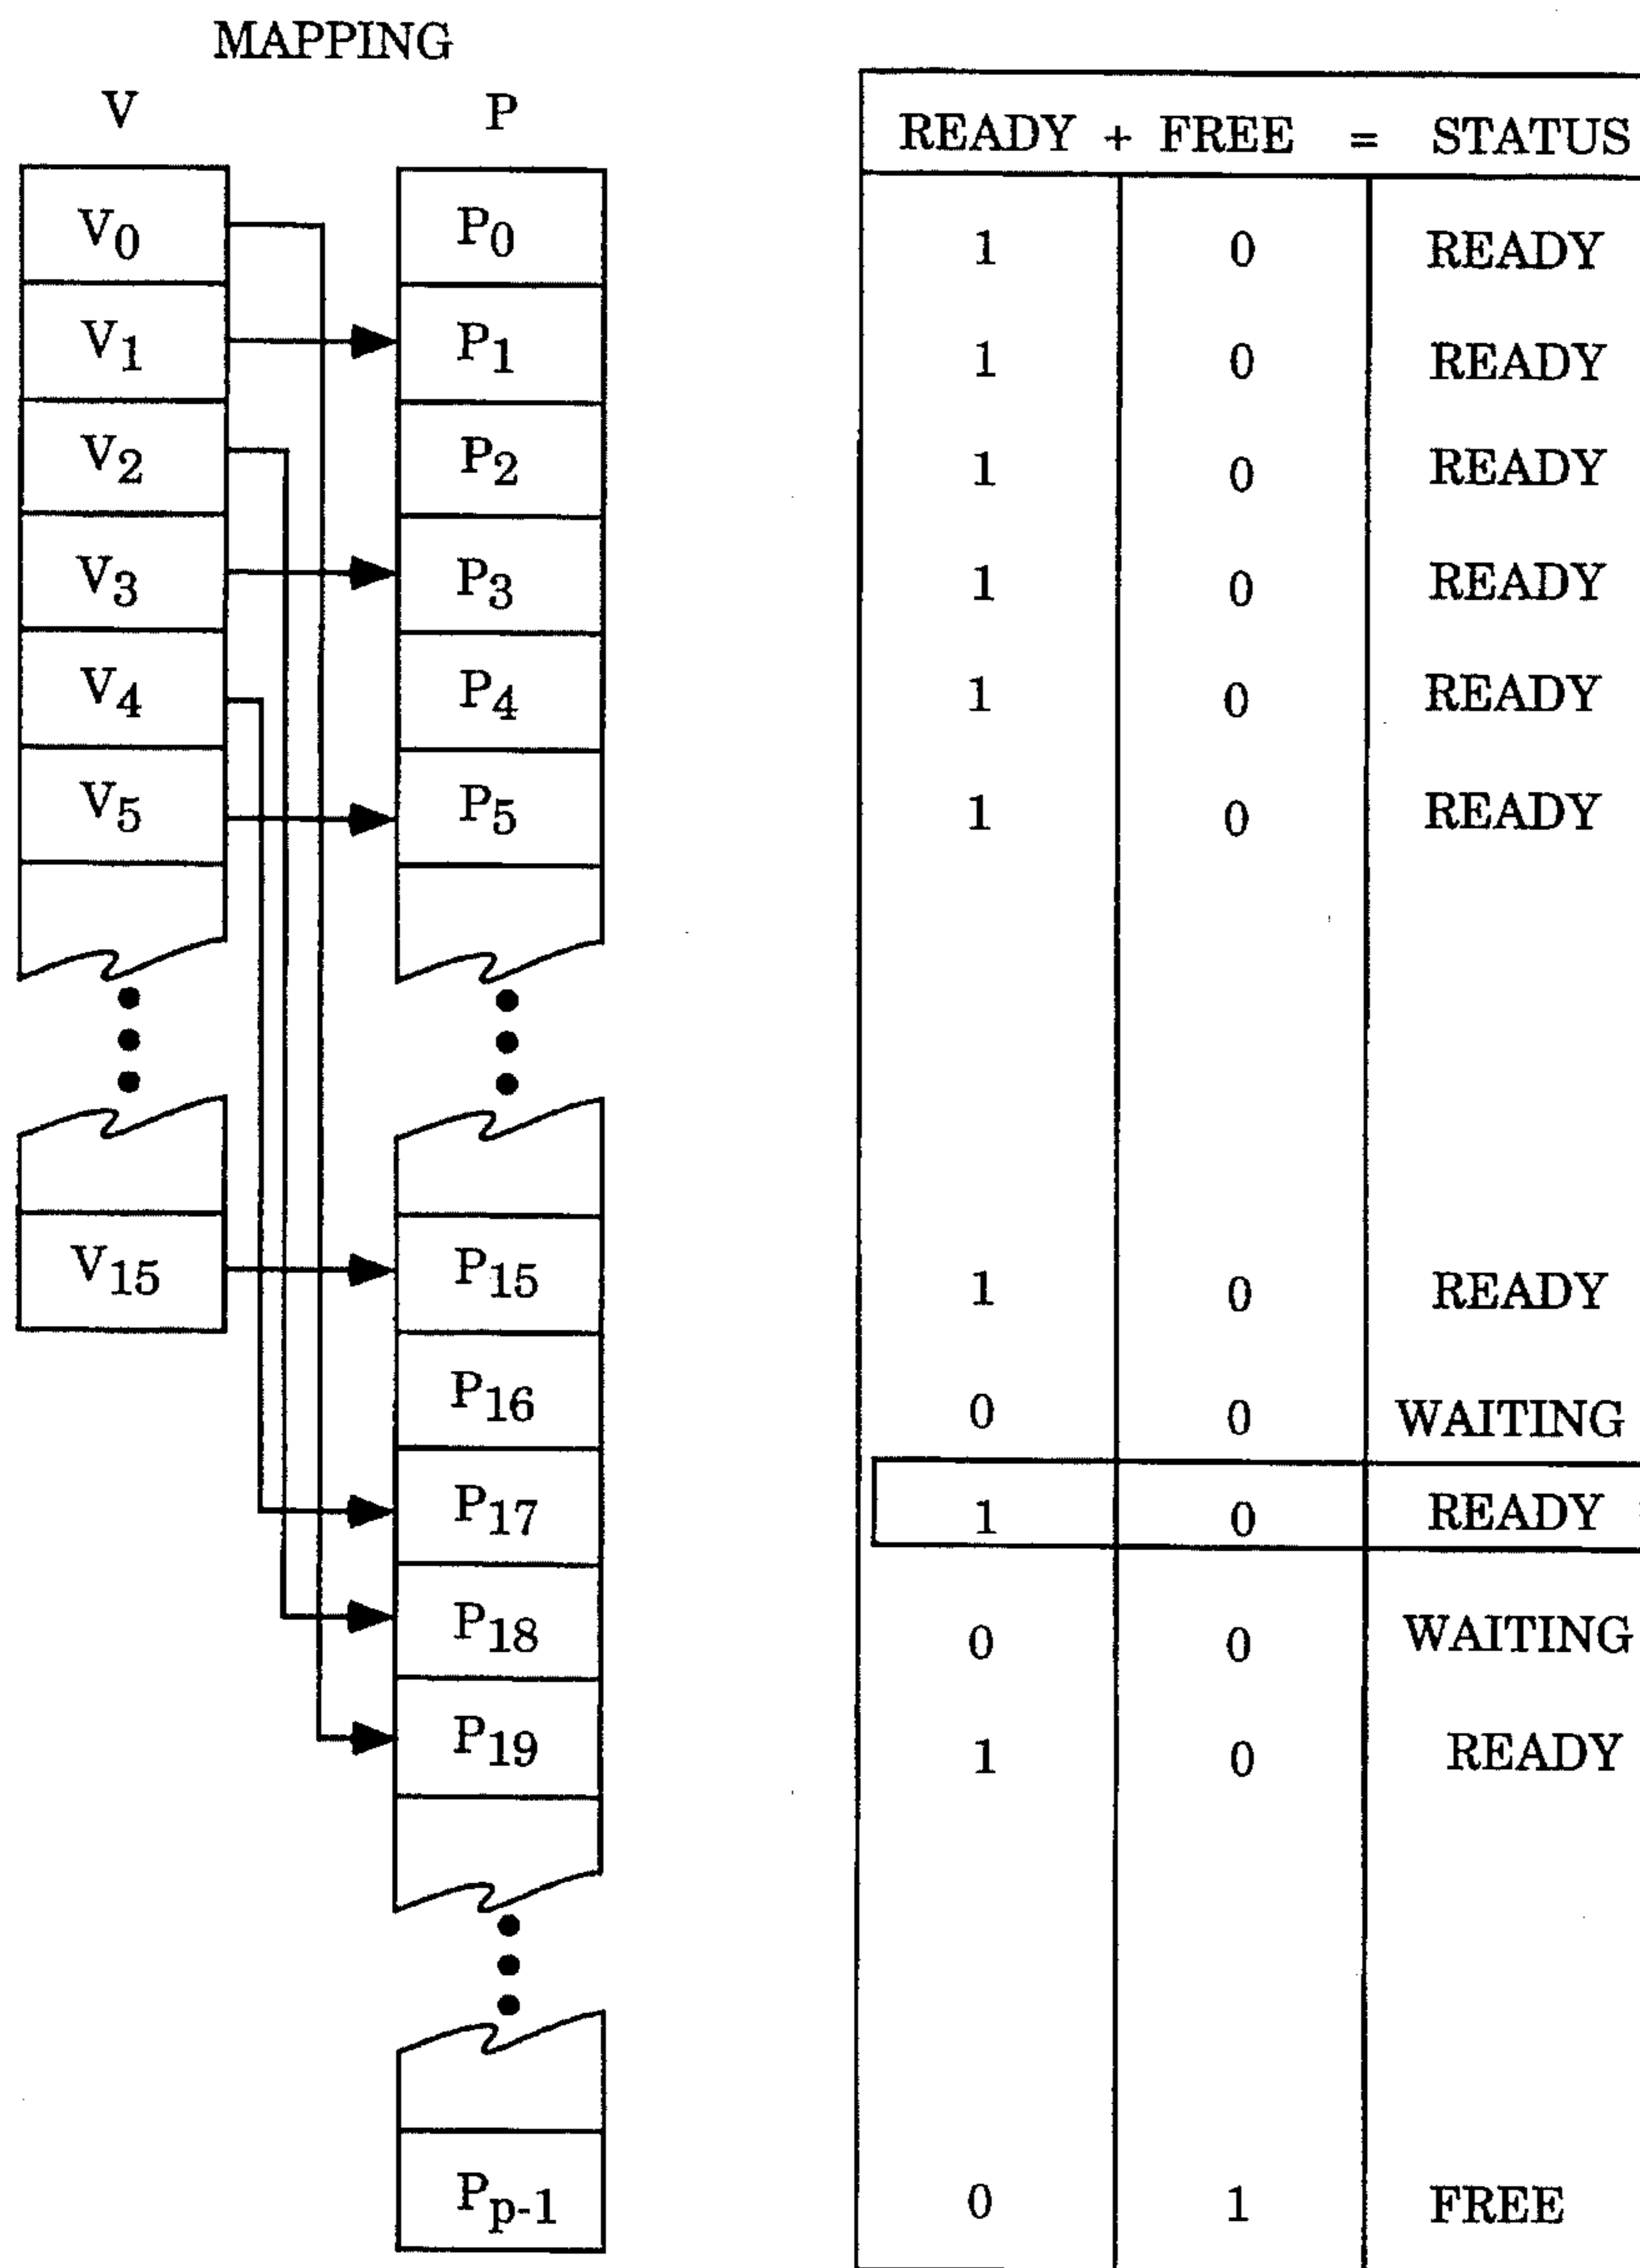 MAPPING
V P
READY + FREE = STATUS
V0 P0 1 0 READY
V1 P1 1 0 READY
V2 P2 1 0 READY
V3 P3 1 0 READY
V4 P4 1 0 READY
V5 P5 1 0 READY
V15 P15 1 0 READY
P16 0 0 WAITING
P17 1 0 READY
P18 0 0 WAITING
P19 1 0 READY
Pp-1 0 1 FREE